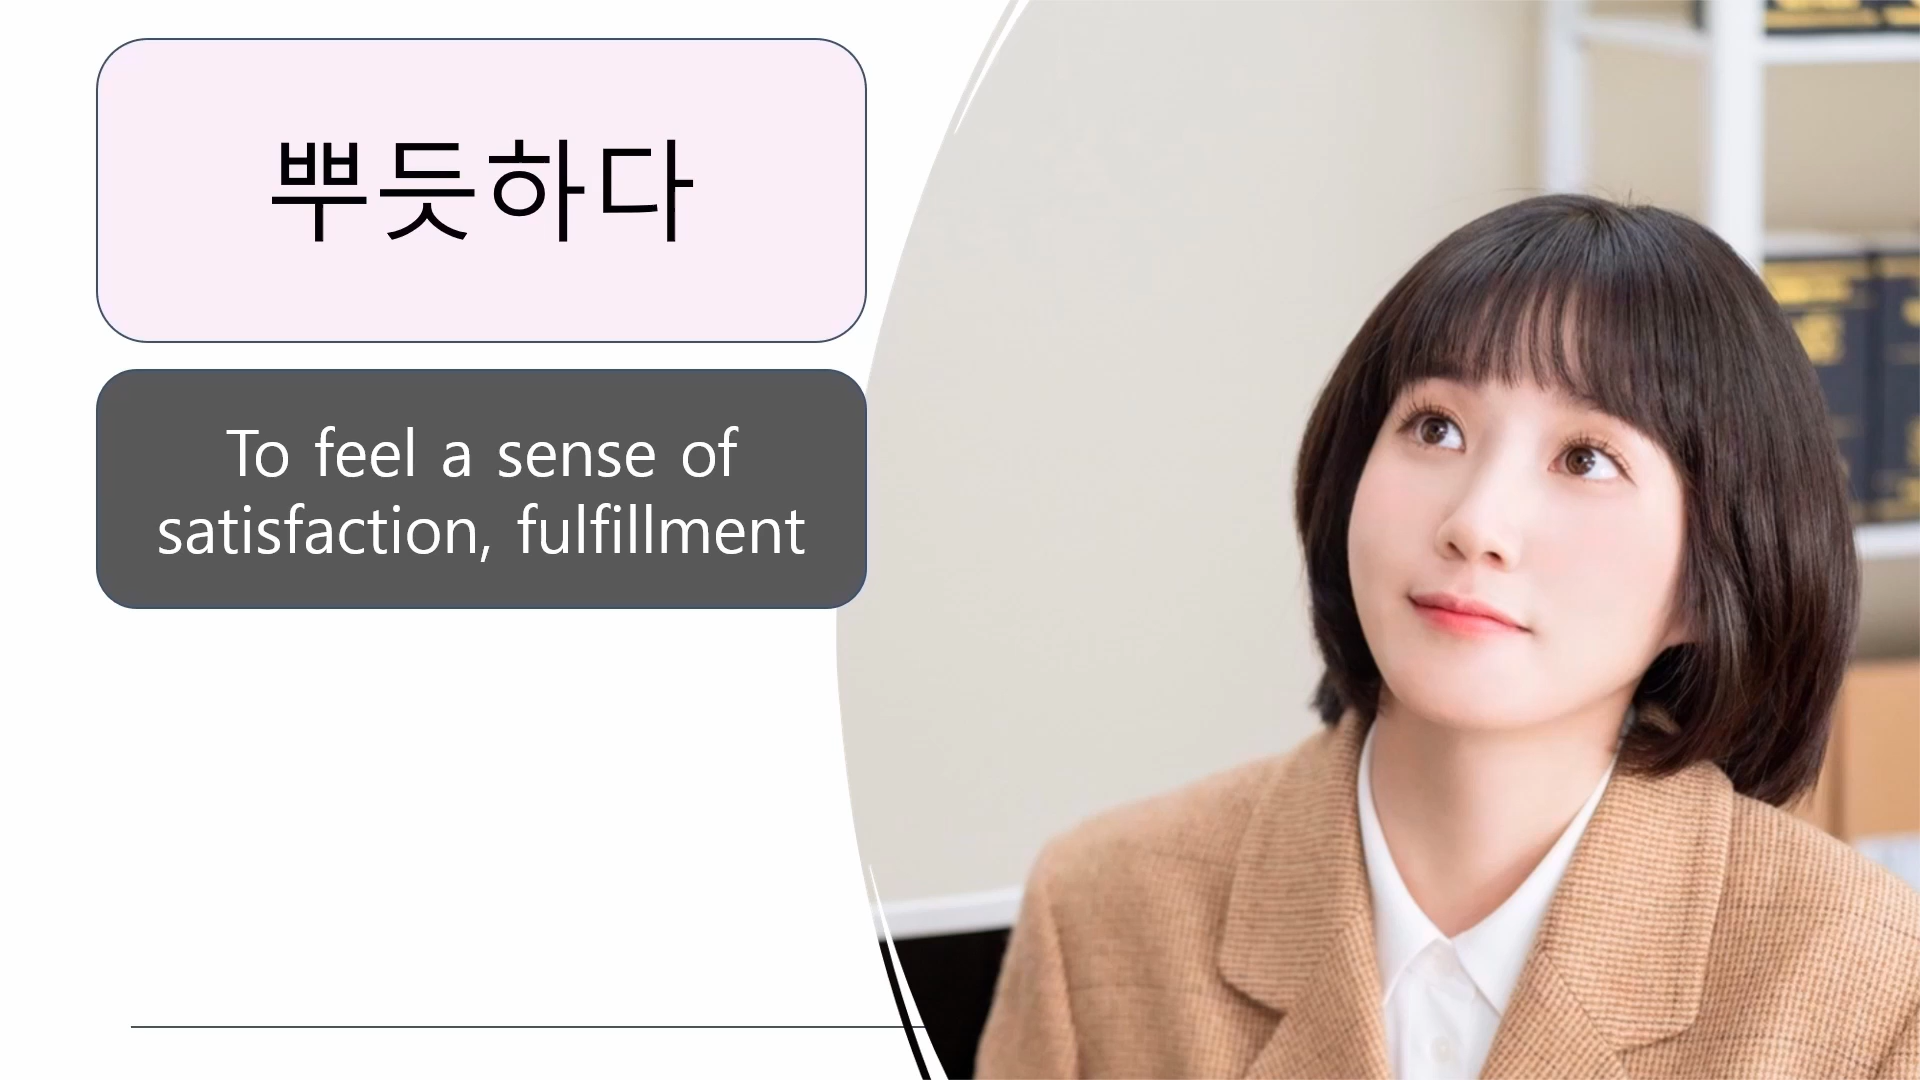 뿌듯하다
To feel a sense of
satisfaction, fulfillment